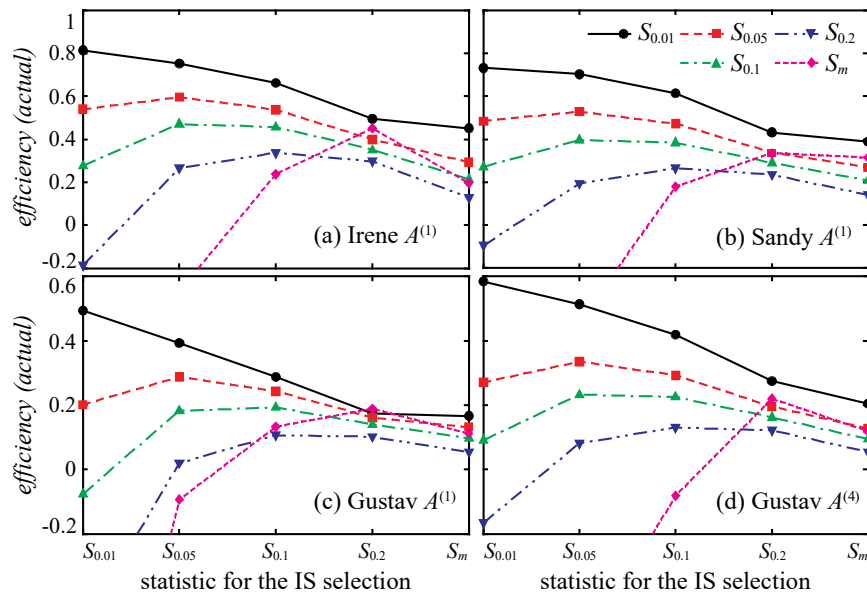 1
0.8
0.6
0.4
0.2
0
-0.2
efficiency (actual)
(a) Irene A(1)
S0.01 S0.05 S0.2
S0.1 Sm
(b) Sandy A(1)
0.6
0.4
0.2
0
-0.2
efficiency (actual)
(c) Gustav A(1)
(d) Gustav A(4)
S0.01 S0.05 S0.1 S0.2 Sm
S0.01 S0.05 S0.1 S0.2 Sm
statistic for the IS selection
statistic for the IS selection